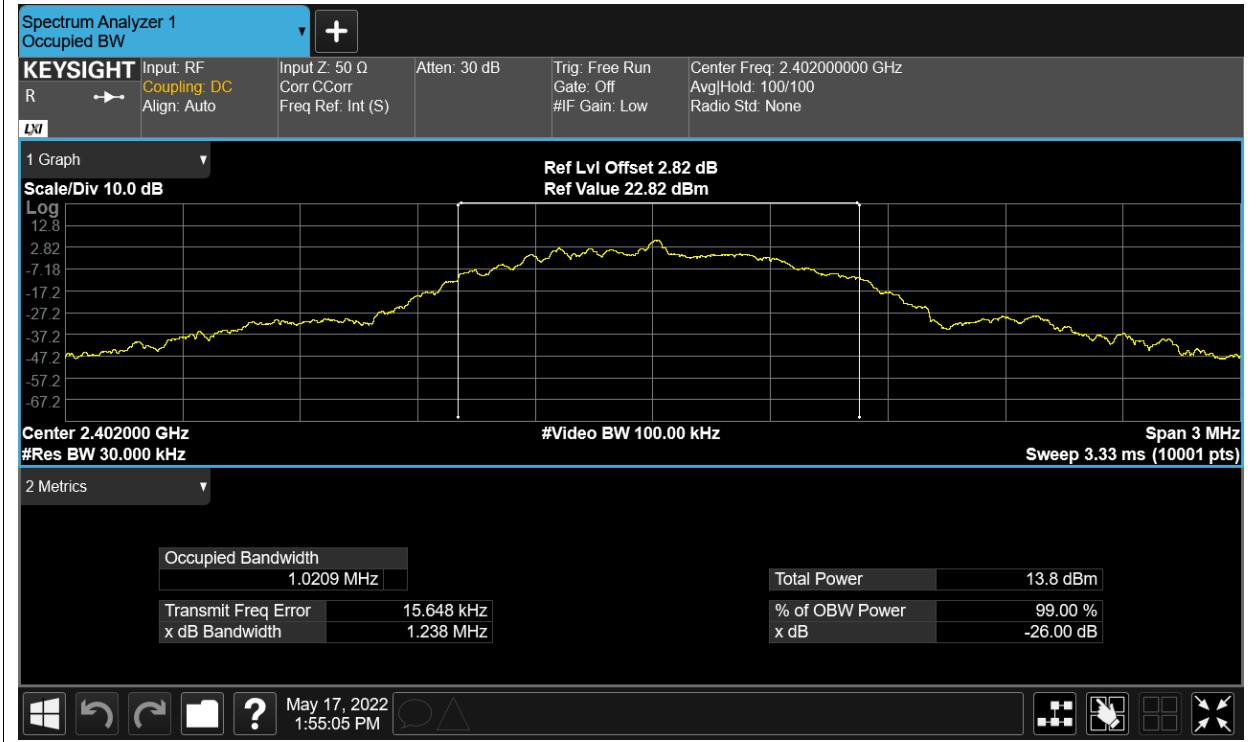 Spectrum Analyzer 1
Occupied BW
KEYSIGHT Input: RF Input Z: 50 Ω Atten: 30 dB Trig: Free Run Center Freq: 2.402000000 GHz
R Coupling: DC Corr CCorr Gate: Off Avg|Hold: 100/100
Align: Auto Freq Ref: Int (S) #IF Gain: Low Radio Std: None
LXI
1 Graph
Ref Lvl Offset 2.82 dB
Scale/Div 10.0 dB Ref Value 22.82 dBm
Log
12.8
2.82
-7.18
-17.2
-27.2
-37.2
-47.2
-57.2
-67.2
Center 2.402000 GHz #Video BW 100.00 kHz Span 3 MHz
#Res BW 30.000 kHz Sweep 3.33 ms (10001 pts)
2 Metrics
Occupied Bandwidth
1.0209 MHz Total Power 13.8 dBm
Transmit Freq Error 15.648 kHz % of OBW Power 99.00 %
x dB Bandwidth 1.238 MHz x dB -26.00 dB
May 17, 2022
1:55:05 PM